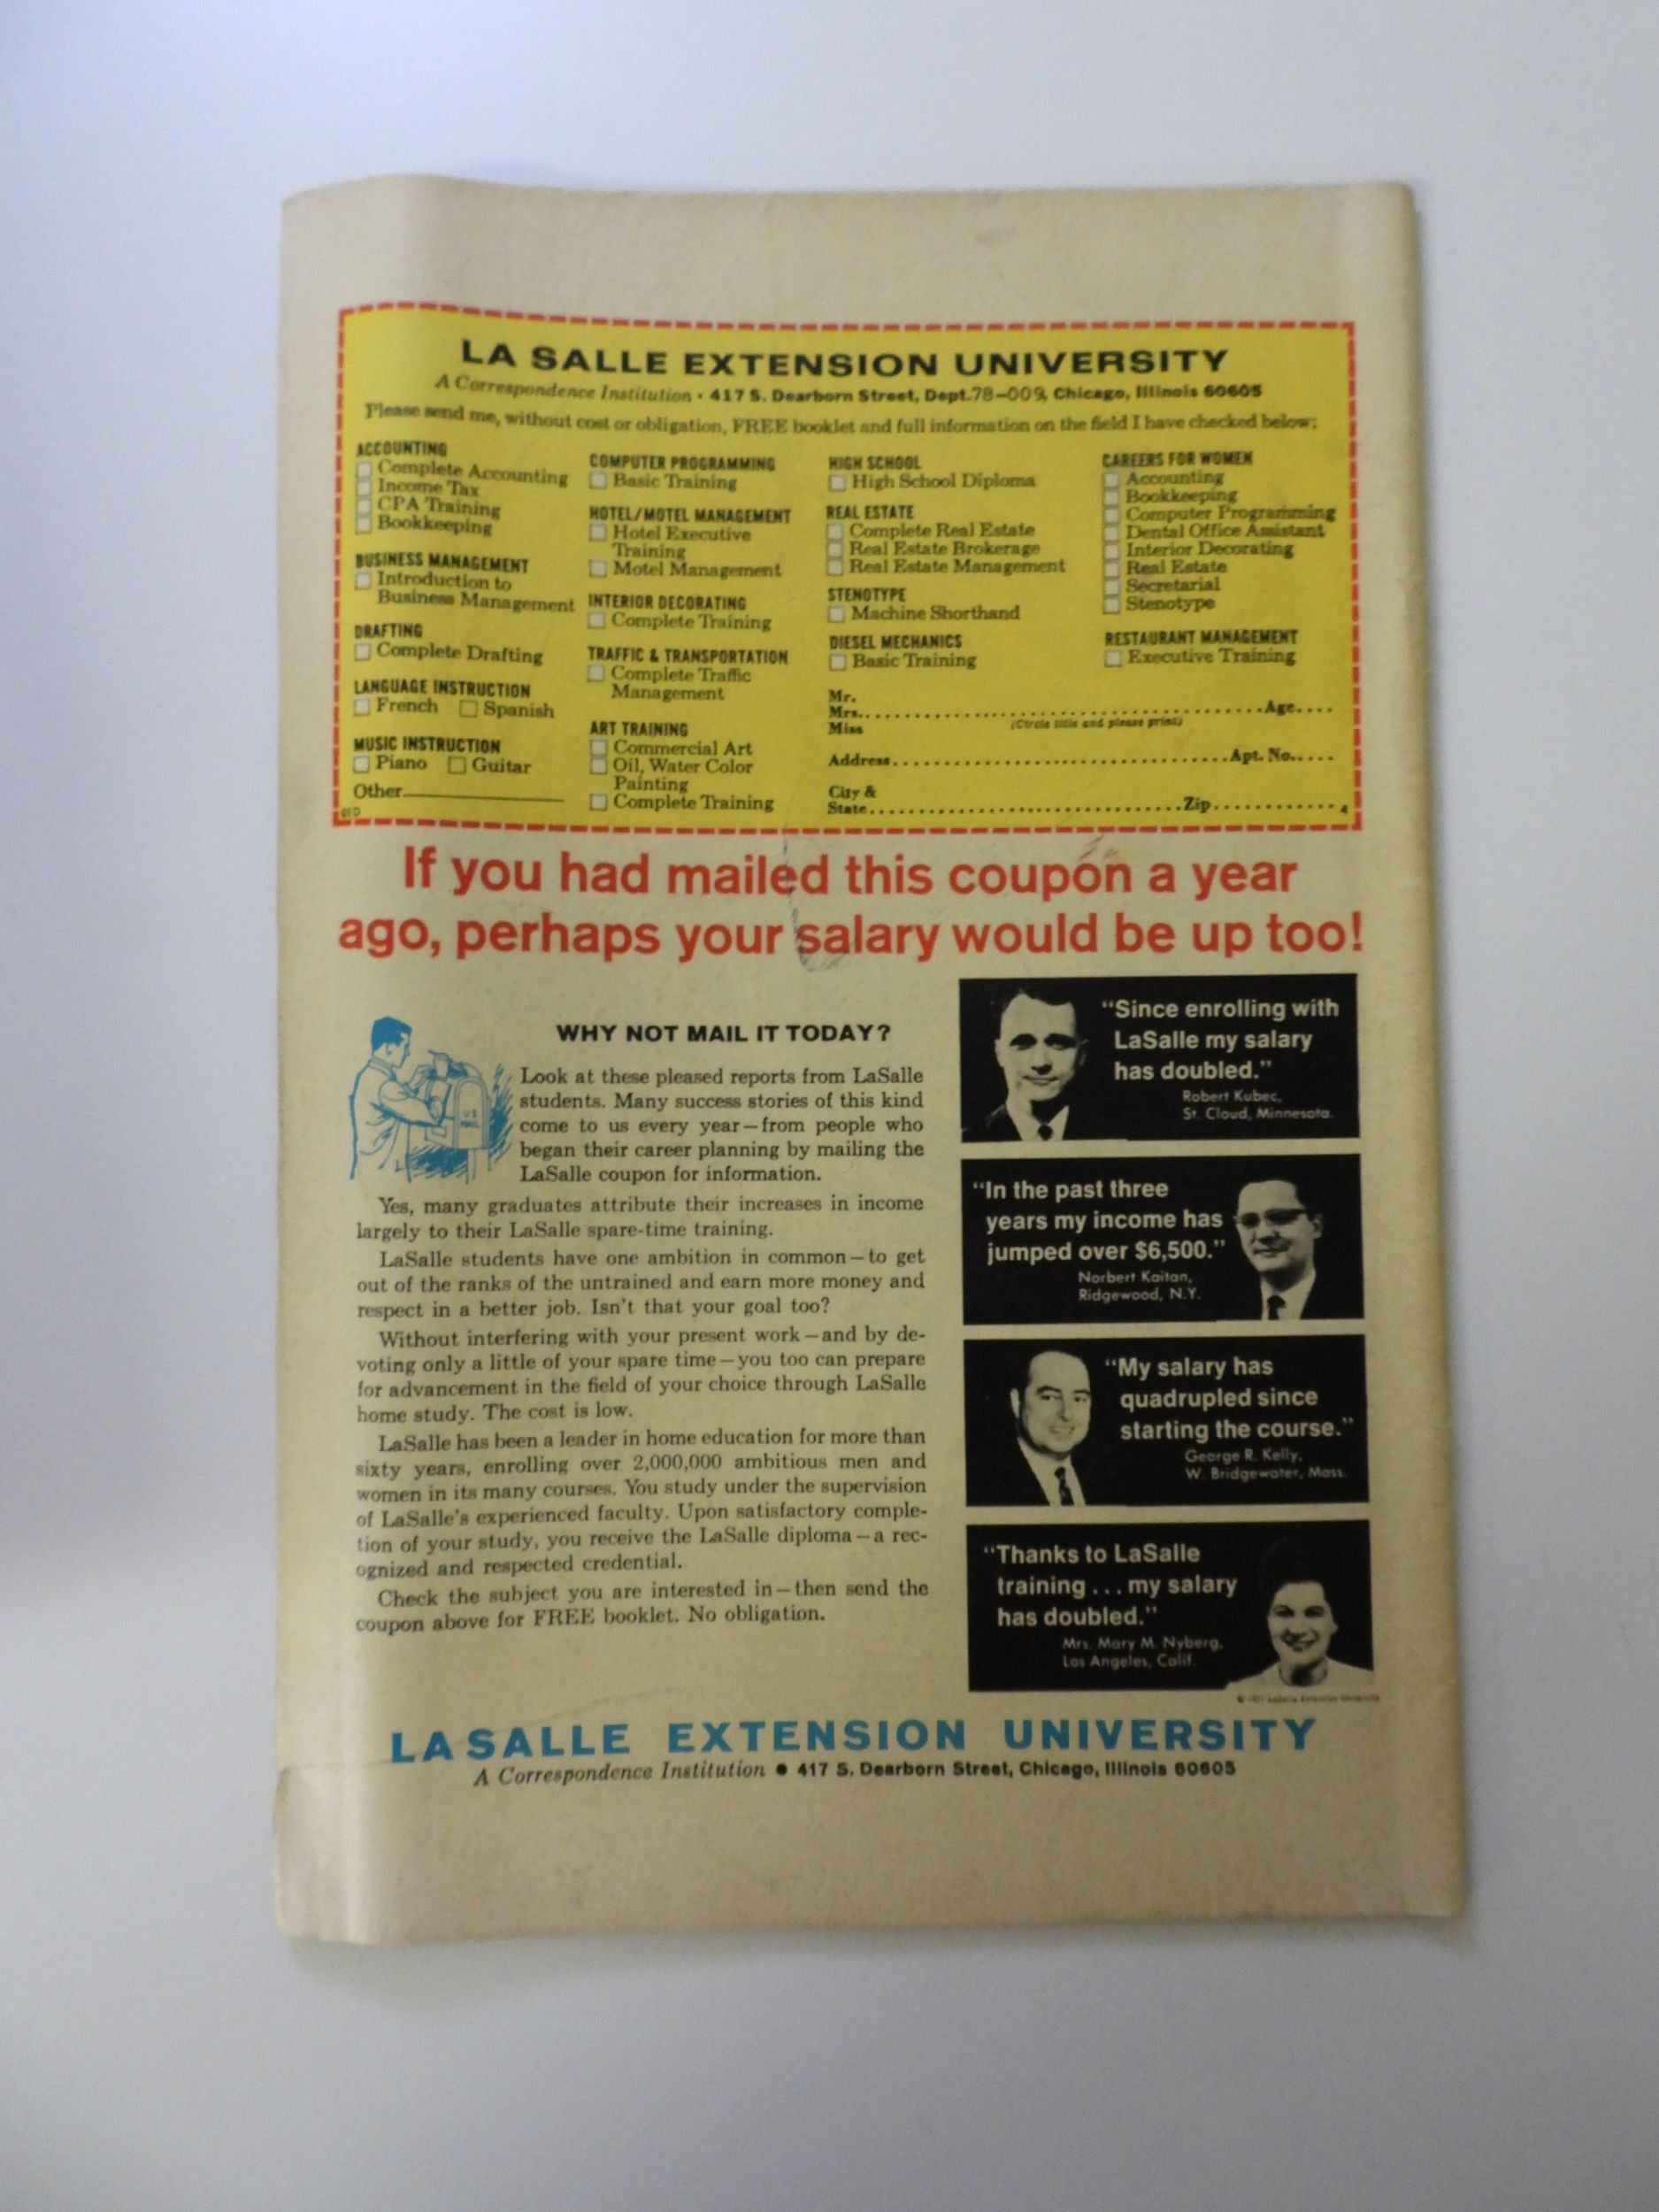 LA SALLE EXTENSION UNIVERSITY
A Correspondence Institution • 417 S. Dearborn Street, Dept. 78-009, Chicago, Illinois 60605
Please send me, without cost or obligation, FREE booklet and full information on the field I have checked below:
ACCOUNTING
Complete Accounting
Income Tax
CPA Training
Bookkeeping
BUSINESS MANAGEMENT
Introduction to
Business Management
DRAFTING
Complete Drafting
LANGUAGE INSTRUCTION
French Spanish
MUSIC INSTRUCTION
Piano Guitar
Other
COMPUTER PROGRAMMING
Basic Training
HOTEL/MOTEL MANAGEMENT
Hotel Executive
Training
Motel Management
INTERIOR DECORATING
Complete Training
TRAFFIC & TRANSPORTATION
Complete Traffic
Management
ART TRAINING
Commercial Art
Oil, Water Color
Painting
Complete Training
HIGH SCHOOL
High School Diploma
REAL ESTATE
Complete Real Estate
Real Estate Brokerage
Real Estate Management
STENOTYPE
Machine Shorthand
DIESEL MECHANICS
Basic Training
CAREERS FOR WOMEN
Accounting
Bookkeeping
Computer Programming
Dental Office Assistant
Interior Decorating
Real Estate
Secretarial
Stenotype
RESTAURANT MANAGEMENT
Executive Training
Mr.
Mrs. Age
Miss (Circle title and please print)
Address Apt. No.
City &
State Zip 4
If you had mailed this coupon a year
ago, perhaps your salary would be up too!
WHY NOT MAIL IT TODAY?
U.S.
MAIL
Look at these pleased reports from LaSalle
students. Many success stories of this kind
come to us every year—from people who
began their career planning by mailing the
LaSalle coupon for information.
Yes, many graduates attribute their increases in income
largely to their LaSalle spare-time training.
LaSalle students have one ambition in common—to get
out of the ranks of the untrained and earn more money and
respect in a better job. Isn't that your goal too?
Without interfering with your present work—and by de-
voting only a little of your spare time—you too can prepare
for advancement in the field of your choice through LaSalle
home study. The cost is low.
LaSalle has been a leader in home education for more than
sixty years, enrolling over 2,000,000 ambitious men and
women in its many courses. You study under the supervision
of LaSalle's experienced faculty. Upon satisfactory comple-
tion of your study, you receive the LaSalle diploma—a rec-
ognized and respected credential.
Check the subject you are interested in—then send the
coupon above for FREE booklet. No obligation.
"Since enrolling with
LaSalle my salary
has doubled."
Robert Kubec,
St. Cloud, Minnesota.
"In the past three
years my income has
jumped over $6,500."
Norbert Kaitan,
Ridgewood, N.Y.
"My salary has
quadrupled since
starting the course."
George R. Kelly,
W. Bridgewater, Mass.
"Thanks to LaSalle
training...my salary
has doubled."
Mrs. Mary M. Nyberg,
Los Angeles, Calif.
© 1971 LaSalle Extension University
LA SALLE EXTENSION UNIVERSITY
A Correspondence Institution • 417 S. Dearborn Street, Chicago, Illinois 60605